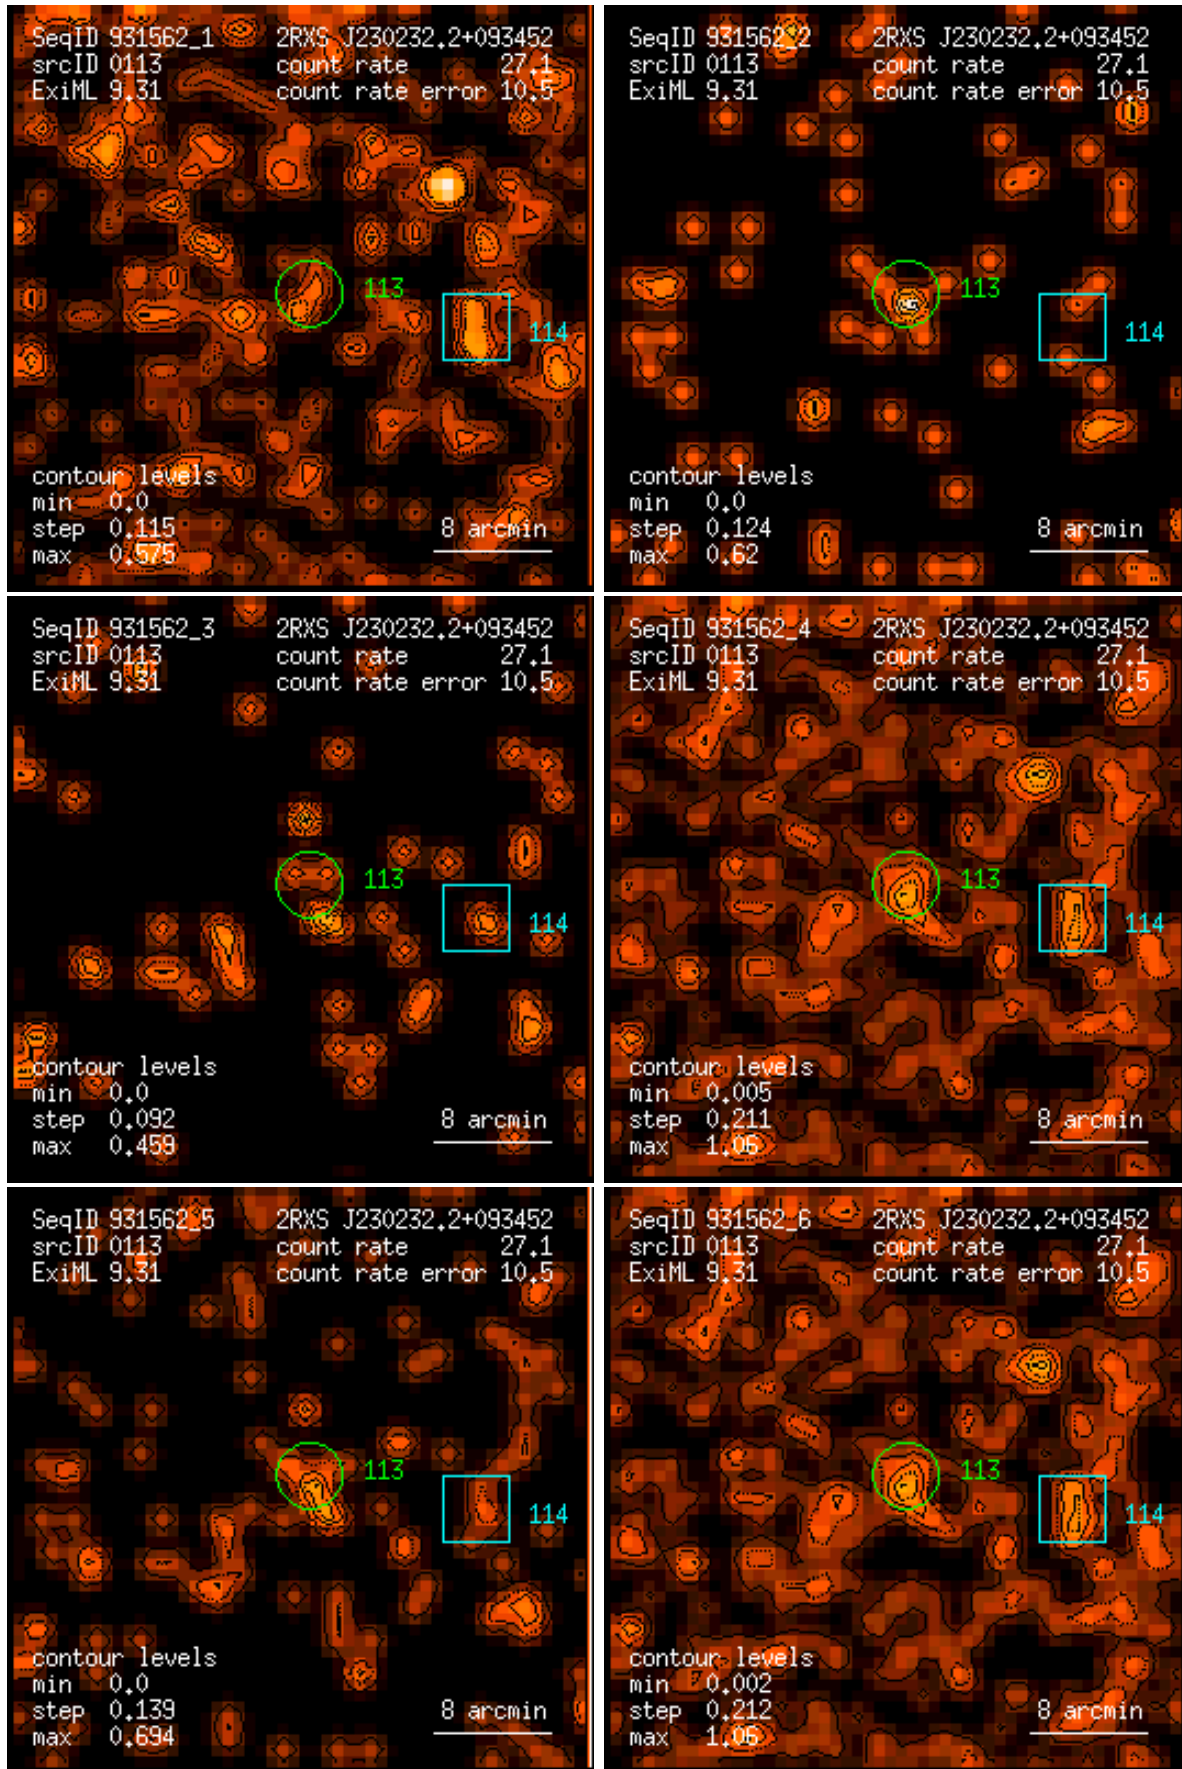 SeqID 931562_1 2RXS J230232.2+093452
srcID 0113 count rate 27.1
ExiML 9.31 count rate error 10.5
113
114
contour levels
min 0.0
step 0.115 8 arcmin
max 0.575
SeqID 931562_2 2RXS J230232.2+093452
srcID 0113 count rate 27.1
ExiML 9.31 count rate error 10.5
113
114
contour levels
min 0.0
step 0.124 8 arcmin
max 0.62
SeqID 931562_3 2RXS J230232.2+093452
srcID 0113 count rate 27.1
ExiML 9.31 count rate error 10.5
113
114
contour levels
min 0.0
step 0.092 8 arcmin
max 0.459
SeqID 931562_4 2RXS J230232.2+093452
srcID 0113 count rate 27.1
ExiML 9.31 count rate error 10.5
113
114
contour levels
min 0.005
step 0.211 8 arcmin
max 1.06
SeqID 931562_5 2RXS J230232.2+093452
srcID 0113 count rate 27.1
ExiML 9.31 count rate error 10.5
113
114
contour levels
min 0.0
step 0.139 8 arcmin
max 0.694
SeqID 931562_6 2RXS J230232.2+093452
srcID 0113 count rate 27.1
ExiML 9.31 count rate error 10.5
113
114
contour levels
min 0.002
step 0.212 8 arcmin
max 1.06